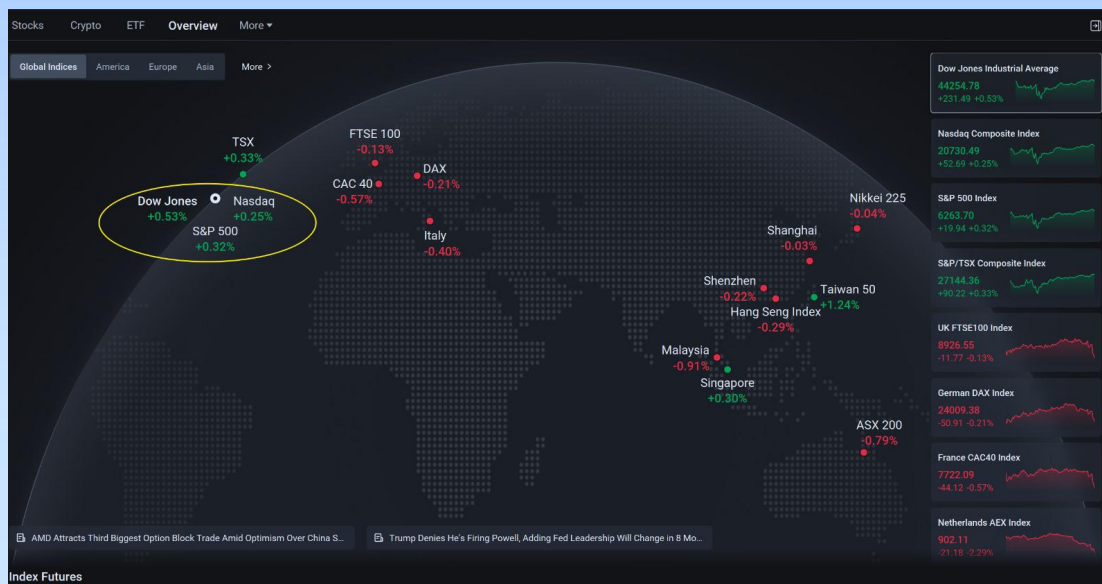 Stocks Crypto ETF Overview More ▾
Global Indices America Europe Asia More >
TSX
+0.33%
Dow Jones
+0.53%
Nasdaq
+0.25%
S&P 500
+0.32%
FTSE 100
-0.13%
CAC 40
-0.57%
DAX
-0.21%
Italy
-0.40%
Nikkei 225
-0.04%
Shanghai
-0.03%
Shenzhen
-0.22%
Taiwan 50
+1.24%
Hang Seng Index
-0.29%
Malaysia
-0.91%
Singapore
+0.30%
ASX 200
-0.79%
Dow Jones Industrial Average
44254.78
+231.49 +0.53%
Nasdaq Composite Index
20730.49
+52.69 +0.25%
S&P 500 Index
6263.70
+19.94 +0.32%
S&P/TSX Composite Index
27144.36
+90.22 +0.33%
UK FTSE100 Index
8926.55
-11.77 -0.13%
German DAX Index
24009.38
-50.91 -0.21%
France CAC40 Index
7722.09
-44.12 -0.57%
Netherlands AEX Index
902.11
-21.18 -2.29%
AMD Attracts Third Biggest Option Block Trade Amid Optimism Over China S...
Trump Denies He's Firing Powell, Adding Fed Leadership Will Change in 8 Mo...
Index Futures